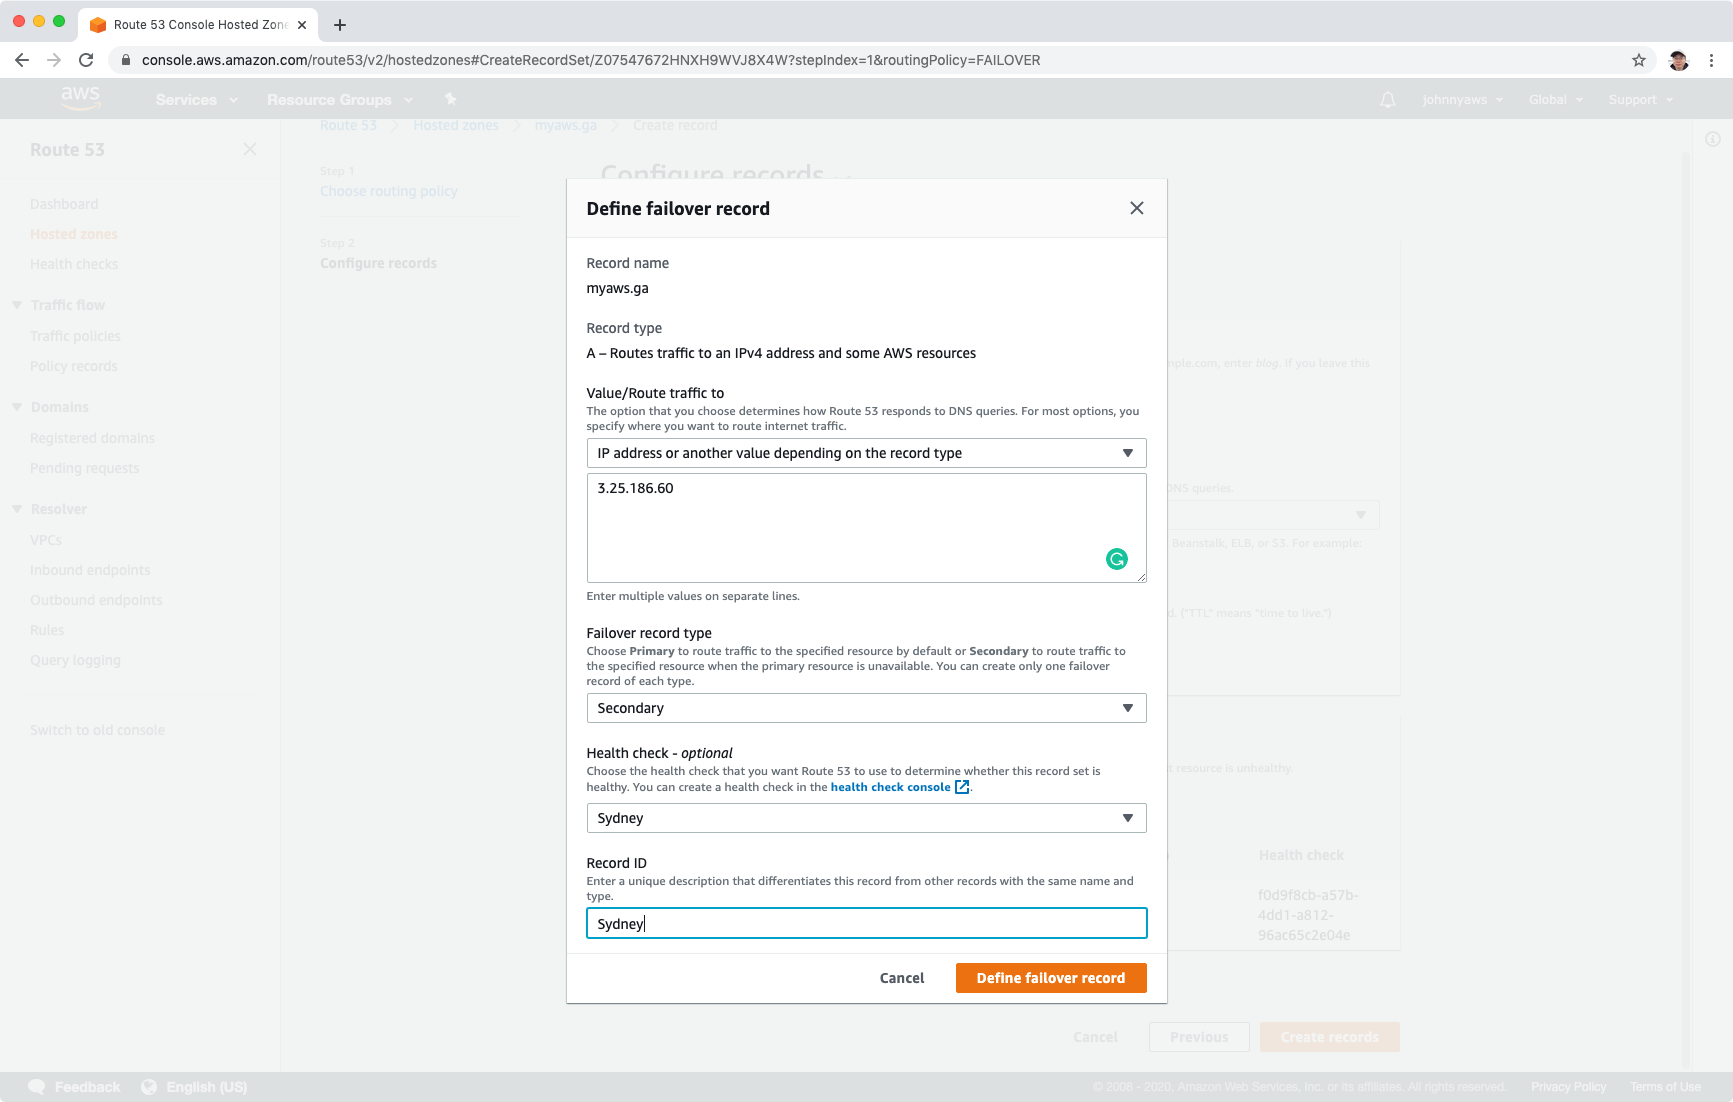 Route 53 Console Hosted Zone
console.aws.amazon.com/route53/v2/hostedzones#CreateRecordSet/Z07547672HNXH9WVJ8X4W?stepIndex=1&routingPolicy=FAILOVER
aws
Services
Resource Groups
johnnyaws
Global
Support
Route 53
Hosted zones
myaws.ga
Create record
Route 53
Dashboard
Hosted zones
Health checks
Traffic flow
Traffic policies
Policy records
Domains
Registered domains
Pending requests
Resolver
VPCs
Inbound endpoints
Outbound endpoints
Rules
Query logging
Switch to old console
Step 1
Choose routing policy
Step 2
Configure records
Configure records
Define failover record
Record name
myaws.ga
Record type
A – Routes traffic to an IPv4 address and some AWS resources
Value/Route traffic to
The option that you choose determines how Route 53 responds to DNS queries. For most options, you
specify where you want to route internet traffic.
IP address or another value depending on the record type
3.25.186.60
Enter multiple values on separate lines.
Failover record type
Choose Primary to route traffic to the specified resource by default or Secondary to route traffic to
the specified resource when the primary resource is unavailable. You can create only one failover
record of each type.
Secondary
Health check - optional
Choose the health check that you want Route 53 to use to determine whether this record set is
healthy. You can create a health check in the health check console.
Sydney
Record ID
Enter a unique description that differentiates this record from other records with the same name and
type.
Sydney
Cancel
Define failover record
mple.com, enter blog. If you leave this
DNS queries.
Beanstalk, ELB, or S3. For example:
d. ("TTL" means "time to live.")
resource is unhealthy.
Health check
f0d9f8cb-a57b-
4dd1-a812-
96ac65c2e04e
Cancel
Previous
Create records
Feedback
English (US)
© 2008 - 2020, Amazon Web Services, Inc. or its affiliates. All rights reserved.
Privacy Policy
Terms of Use